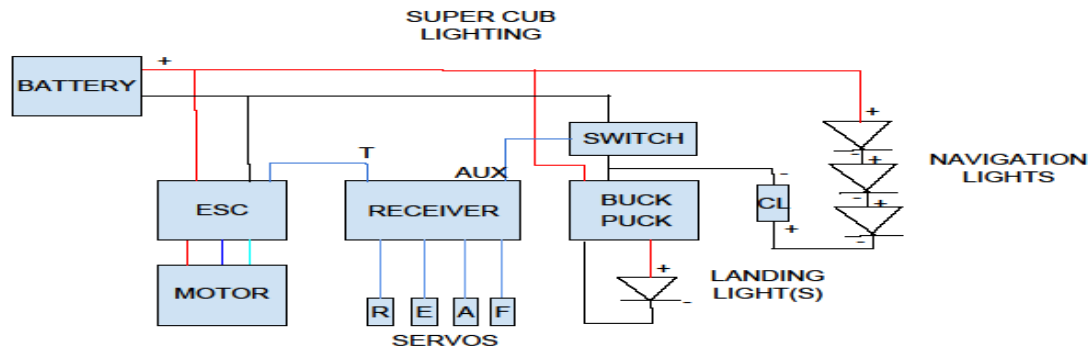 SUPER CUB
LIGHTING
+
BATTERY
SWITCH
+
-
+
-
+
-
NAVIGATION
LIGHTS
T
AUX
-
ESC
RECEIVER
BUCK
PUCK
CL
+
MOTOR
+
-
LANDING
LIGHT(S)
R E A F
SERVOS